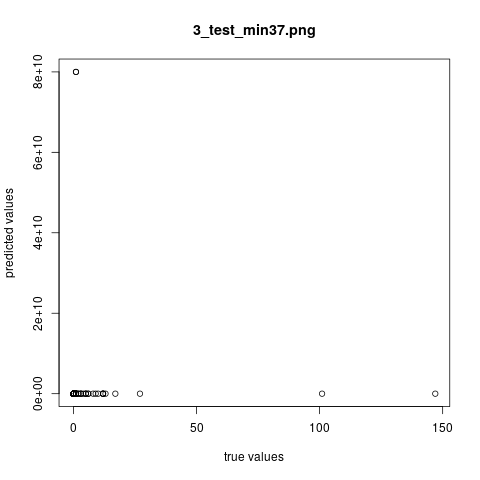 3_test_min37.png
predicted values
8e+10
6e+10
4e+10
2e+10
0e+00
0 50 100 150
true values